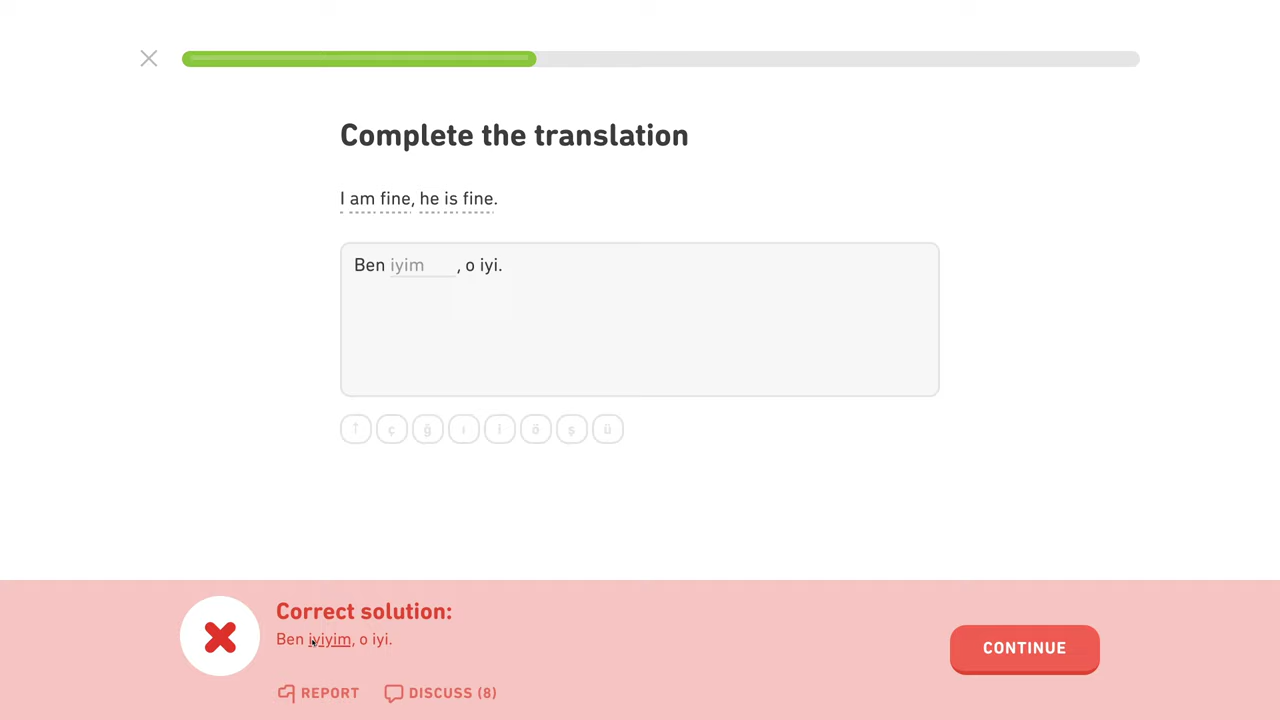 Complete the translation
I am fine, he is fine.
Ben iyim , o iyi.
↑ ç ğ ı i ö ş ü
Correct solution:
Ben iyiyim, o iyi.
CONTINUE
REPORT DISCUSS (8)